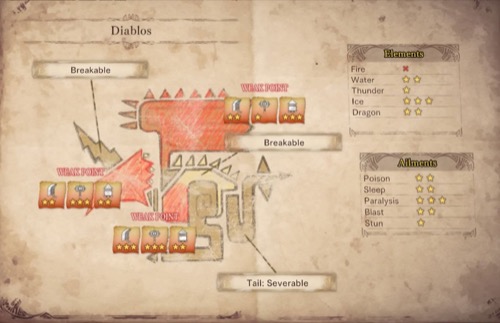 Diablos
Breakable
WEAK POINT
Breakable
WEAK POINT
WEAK POINT
Tail: Severable
Elements
Fire
Water
Thunder
Ice
Dragon
Ailments
Poison
Sleep
Paralysis
Blast
Stun